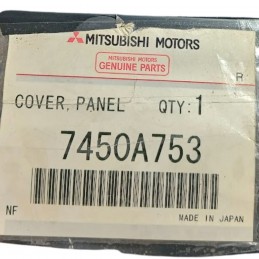 MITSUBISHI MOTORS
MITSUBISHI MOTORS
GENUINE PARTS
R
COVER, PANEL QTY:1
7450A753
NF
MADE IN JAPAN